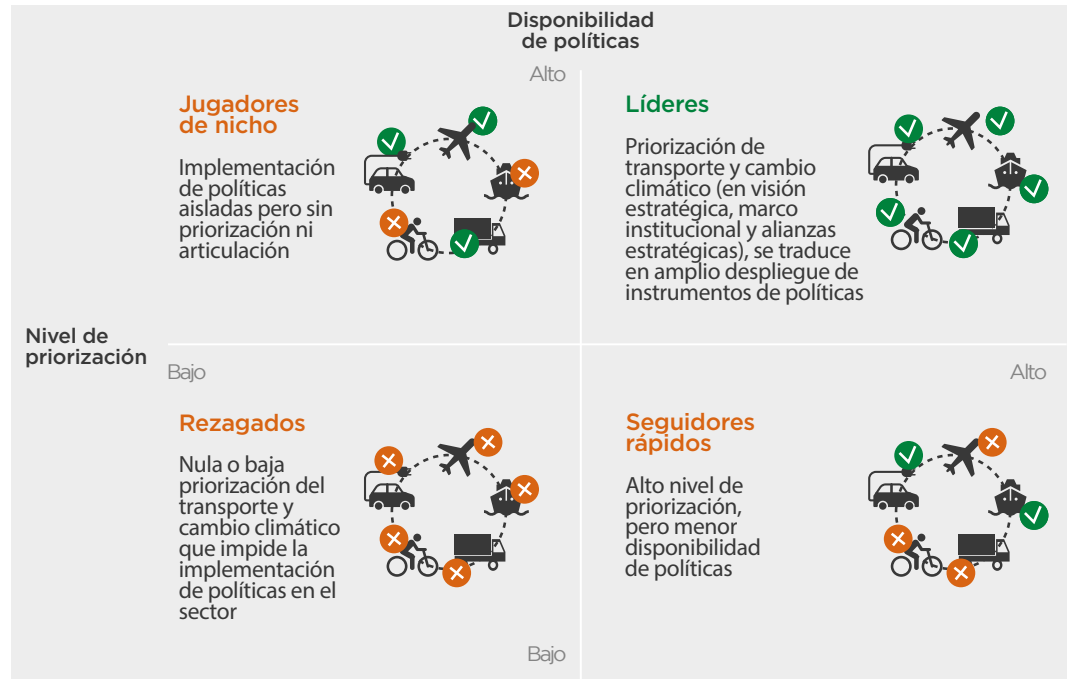 Disponibilidad
de políticas
Alto
Jugadores
de nicho
Implementación
de políticas
aisladas pero sin
priorización ni
articulación
Líderes
Priorización de
transporte y cambio
climático (en visión
estratégica, marco
institucional y alianzas
estratégicas), se traduce
en amplio despliegue de
instrumentos de políticas
Nivel de
priorización
Bajo
Alto
Rezagados
Nula o baja
priorización del
transporte y
cambio climático
que impide la
implementación
de políticas en el
sector
Seguidores
rápidos
Alto nivel de
priorización,
pero menor
disponibilidad
de políticas
Bajo